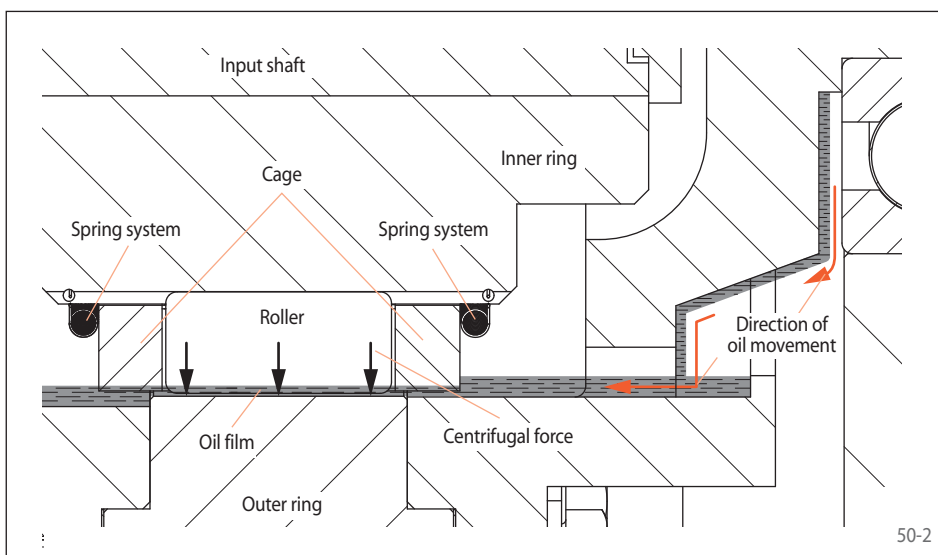 Input shaft
Inner ring
Cage
Spring system
Spring system
Roller
Direction of
oil movement
Oil film
Centrifugal force
Outer ring
50-2